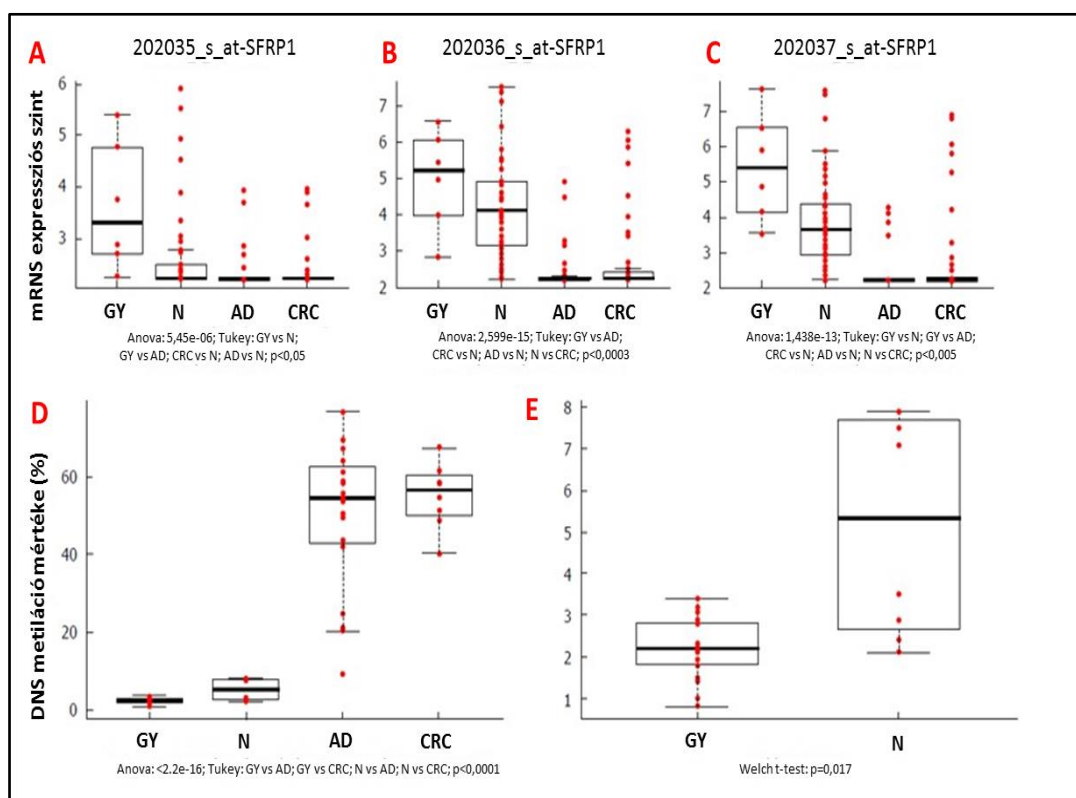 A
202035_s_at-SFRP1
B
202036_s_at-SFRP1
C
202037_s_at-SFRP1
mRNS expressziós szint
6
5
4
3
GY
N
AD
CRC
Anova: 5,45e-06; Tukey: GY vs N;
GY vs AD; CRC vs N; AD vs N; p<0,05
7
6
5
4
3
2
GY
N
AD
CRC
Anova: 2,599e-15; Tukey: GY vs AD;
CRC vs N; AD vs N; N vs CRC; p<0,0003
7
6
5
4
3
2
GY
N
AD
CRC
Anova: 1,438e-13; Tukey: GY vs N; GY vs AD;
CRC vs N; AD vs N; N vs CRC; p<0,005
D
DNS metiláció mértéke (%)
60
40
20
0
GY
N
AD
CRC
Anova: <2.2e-16; Tukey: GY vs AD; GY vs CRC; N vs AD; N vs CRC; p<0,0001
E
8
7
6
5
4
3
2
1
GY
N
Welch t-test: p=0,017